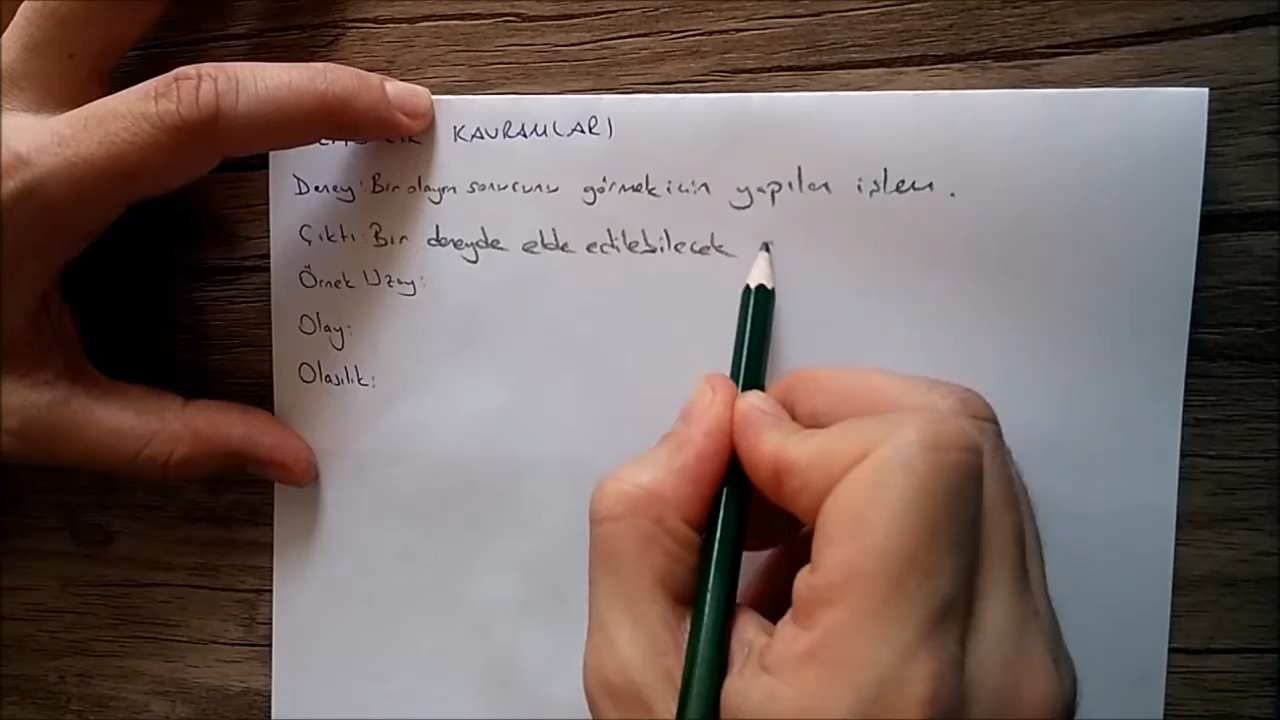 KAVRAMLARI
Deney: Bir olayın sonucunu görmek için yapılan işlem.
Çıktı: Bir deneyde elde edilebilecek
Örnek Uzay:
Olay:
Olasılık: